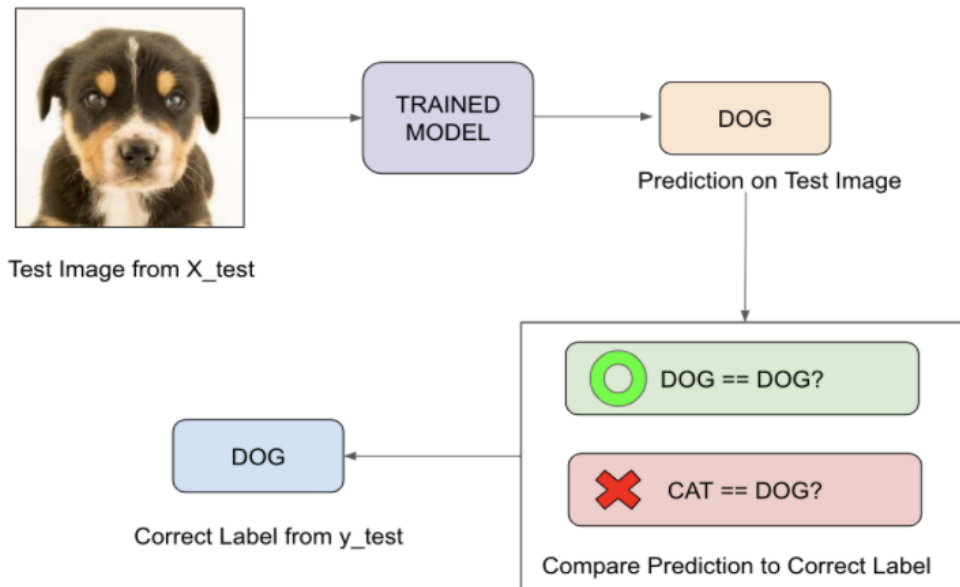 TRAINED
MODEL
DOG
Prediction on Test Image
Test Image from X_test
DOG == DOG?
CAT == DOG?
Compare Prediction to Correct Label
DOG
Correct Label from y_test